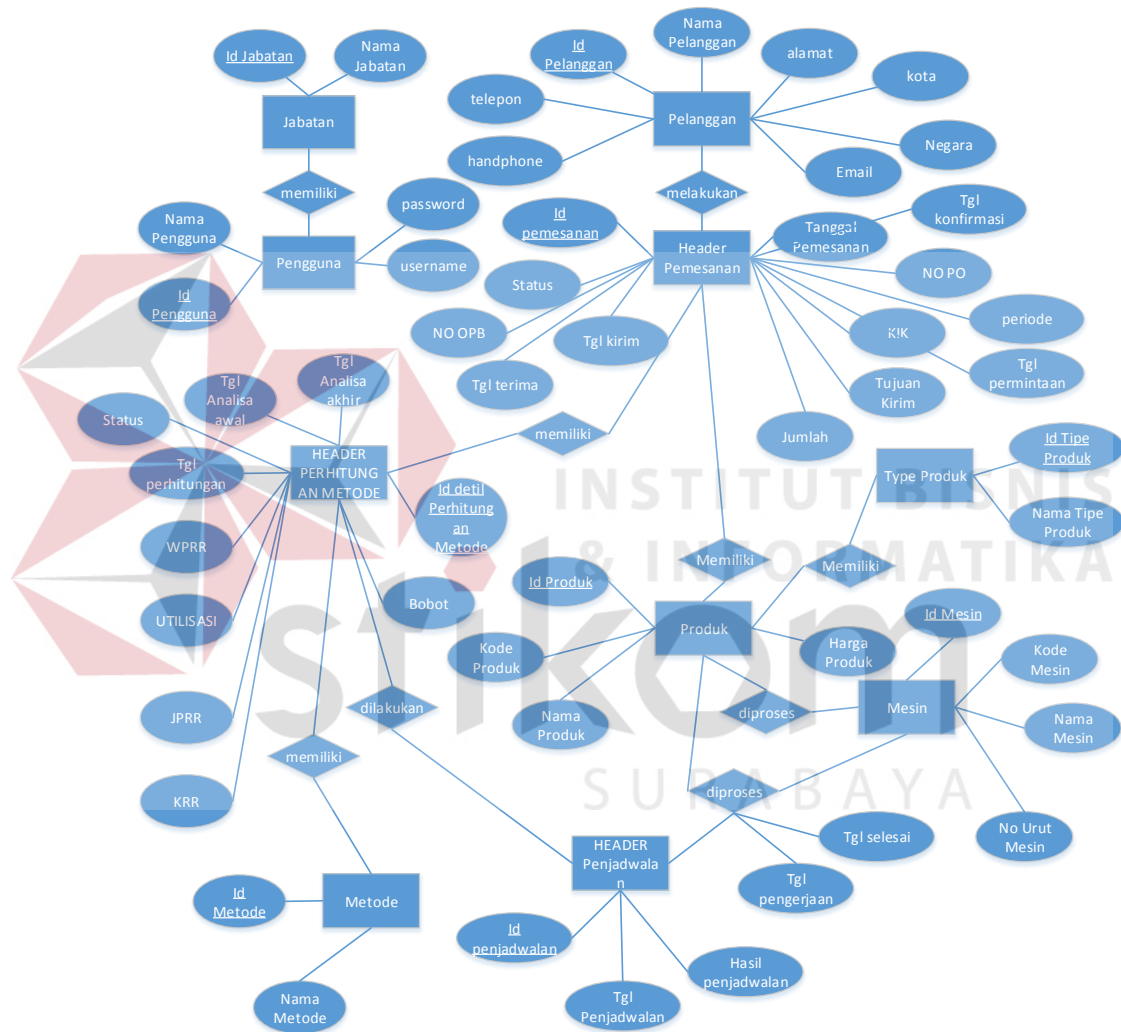 Id Jabatan
Nama
Jabatan
Jabatan
memiliki
Nama
Pengguna
password
Pengguna
username
Id
Pengguna
Nama
Pelanggan
Id
Pelanggan
alamat
kota
telepon
Pelanggan
handphone
Negara
Email
melakukan
Id
pemesanan
Tgl
konfirmasi
Tanggal
Pemesanan
Header
Pemesanan
NO PO
Status
NO OPB
Tgl kirim
KIK
periode
Tgl terima
Tgl
permintaan
Tujuan
Kirim
Jumlah
memiliki
Tgl
Analisa
akhir
Tgl
Analisa
awal
Status
HEADER
PERHITUNG
AN METODE
Tgl
perhitungan
Id detil
Perhitung
an
Metode
WPRR
UTILISASI
Bobot
JPRR
KRR
dilakukan
memiliki
Type Produk
Id Tipe
Produk
Nama Tipe
Produk
Memiliki
Memiliki
Id Produk
Produk
Kode
Produk
Harga
Produk
Nama
Produk
Id Mesin
Kode
Mesin
Mesin
Nama
Mesin
No Urut
Mesin
diproses
diproses
Tgl selesai
Tgl
pengerjaan
HEADER
Penjadwala
n
Id
penjadwalan
Hasil
penjadwalan
Tgl
Penjadwalan
Id
Metode
Metode
Nama
Metode
INSTITUT BISNIS
& INFORMATIKA
stikom
SURABAYA